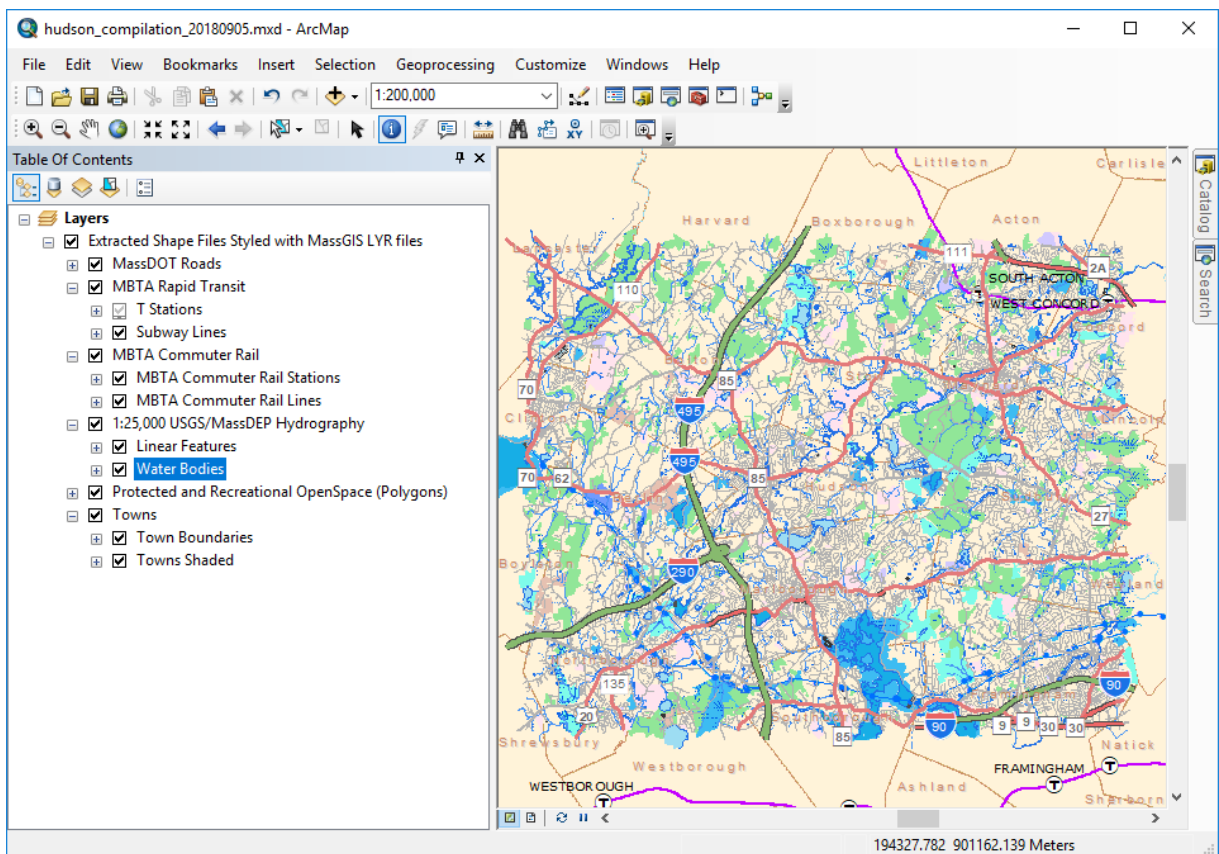 hudson_compilation_20180905.mxd - ArcMap
File Edit View Bookmarks Insert Selection Geoprocessing Customize Windows Help
1:200,000
Table Of Contents
Layers
Extracted Shape Files Styled with MassGIS LYR files
MassDOT Roads
MBTA Rapid Transit
T Stations
Subway Lines
MBTA Commuter Rail
MBTA Commuter Rail Stations
MBTA Commuter Rail Lines
1:25,000 USGS/MassDEP Hydrography
Linear Features
Water Bodies
Protected and Recreational OpenSpace (Polygons)
Towns
Town Boundaries
Towns Shaded
Catalog
Search
Littleton
Carlisle
Harvard
Boxborough
Acton
Lancaster
111
2A
SOUTH ACTON
110
WEST CONCORD
T
T
Concord
85
70
495
495
70
62
85
27
Boylston
290
135
90
20
90
9
9
30
30
85
Shrewsbury
Natick
Westborough
FRAMINGHAM
T
WESTBOROUGH
Ashland
T
Sherborn
T
194327.782 901162.139 Meters